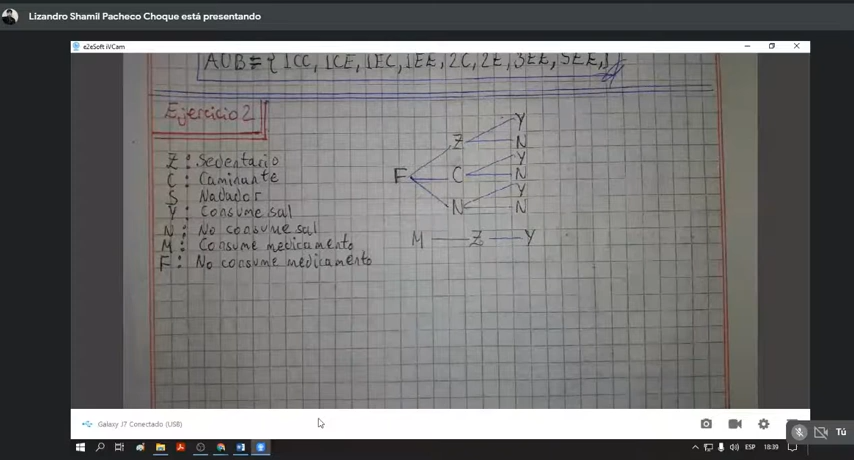 Lizandro Shamil Pacheco Choque está presentando
e2eSoft iVCam
AUB={1CC, 1CE, 1EC, 1EE, 2C, 2E, 3EE, 5EE,}
Ejercicio 2
Z: Sedentario
C: Caminante
S Nadador
Y: Consume sal
N: No consume sal
M: Consume medicamento
F: No consume medicamento
Y
Z N
Y
F C N
Y
N N
M Z Y
Galaxy J7 Conectado (USB)
Tú
ESP 18:39